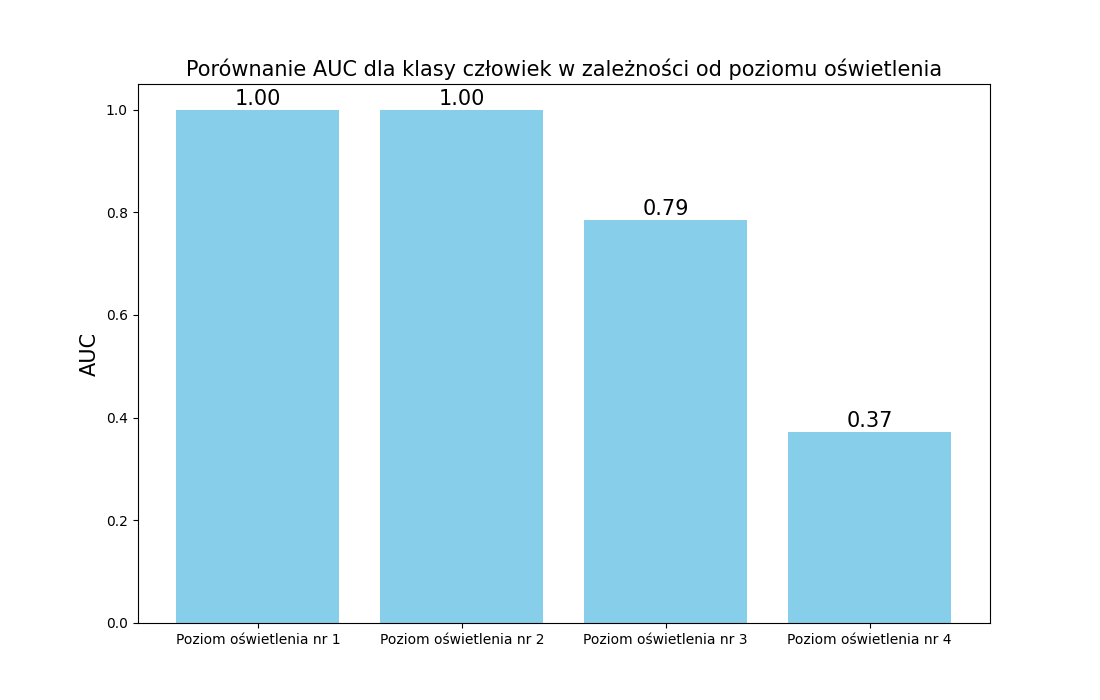 Porównanie AUC dla klasy człowiek w zależności od poziomu oświetlenia
1.00
1.00
0.79
0.37
1.0
0.8
0.6
0.4
0.2
0.0
AUC
Poziom oświetlenia nr 1
Poziom oświetlenia nr 2
Poziom oświetlenia nr 3
Poziom oświetlenia nr 4